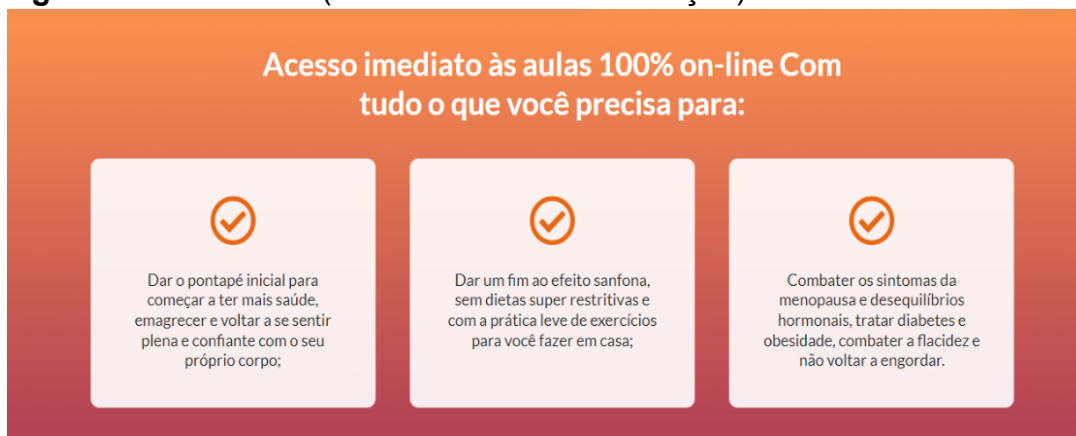 Acesso imediato às aulas 100% on-line Com
tudo o que você precisa para:
Dar o pontapé inicial para
começar a ter mais saúde,
emagrecer e voltar a se sentir
plena e confiante com o seu
próprio corpo;
Dar um fim ao efeito sanfona,
sem dietas super restritivas e
com a prática leve de exercícios
para você fazer em casa;
Combater os sintomas da
menopausa e desequilíbrios
hormonais, tratar diabetes e
obesidade, combater a flacidez e
não voltar a engordar.